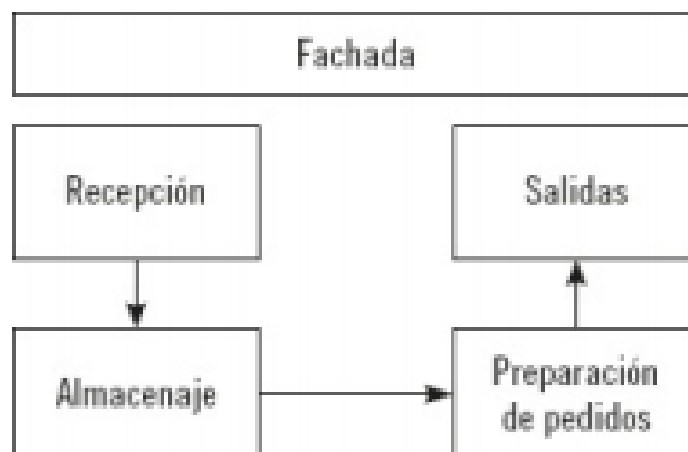 Fachada
Recepción
Salidas
Almacenaje
Preparación
de pedidos